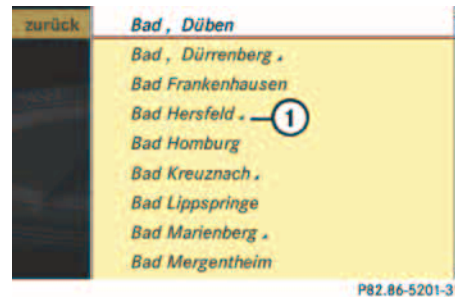 zurück
Bad , Düben
Bad , Dürrenberg .
Bad Frankenhausen
Bad Hersfeld . 1
Bad Homburg
Bad Kreuznach .
Bad Lippspringe
Bad Marienberg .
Bad Mergentheim
P82.86-5201-3